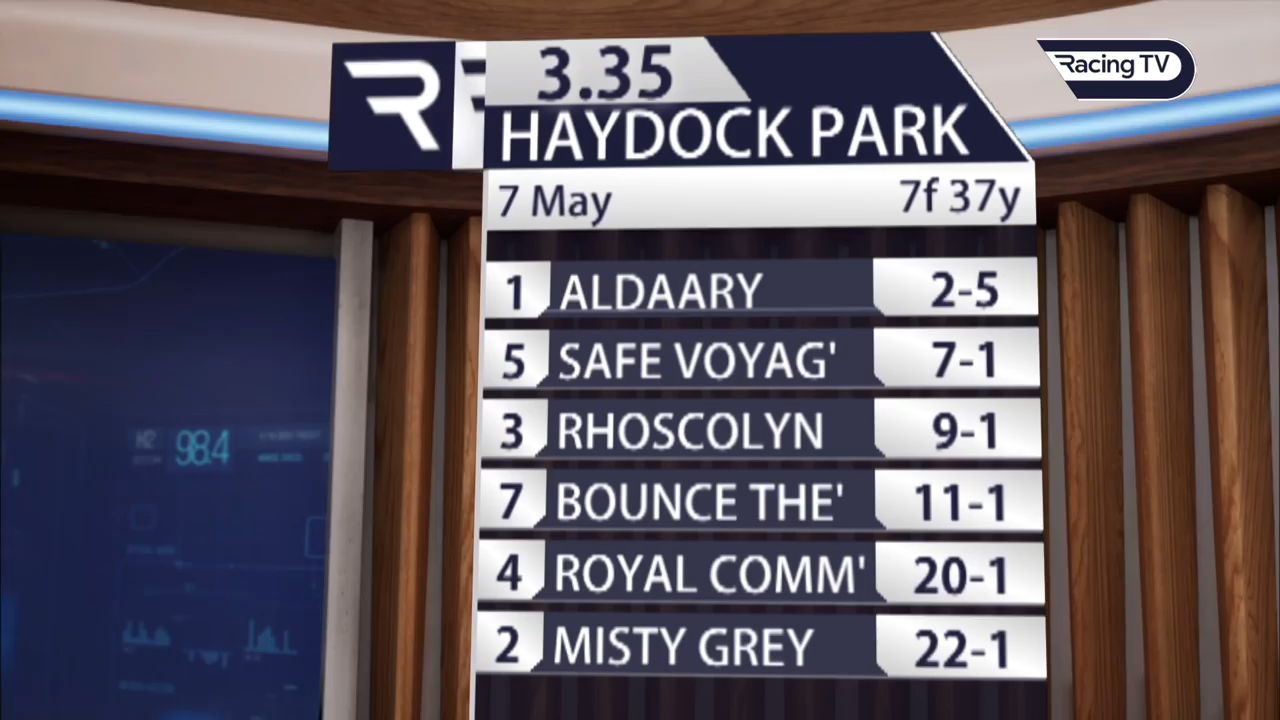 Racing TV
3.35
HAYDOCK PARK
7 May 7f 37y
1 ALDAARY 2-5
5 SAFE VOYAG' 7-1
3 RHOSCOLYN 9-1
7 BOUNCE THE' 11-1
4 ROYAL COMM' 20-1
2 MISTY GREY 22-1
98.4